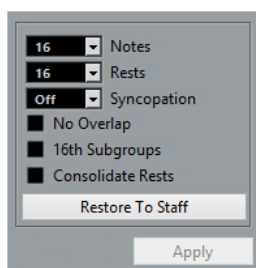 16 Notes
16 Rests
Off Syncopation
No Overlap
16th Subgroups
Consolidate Rests
Restore To Staff
Apply